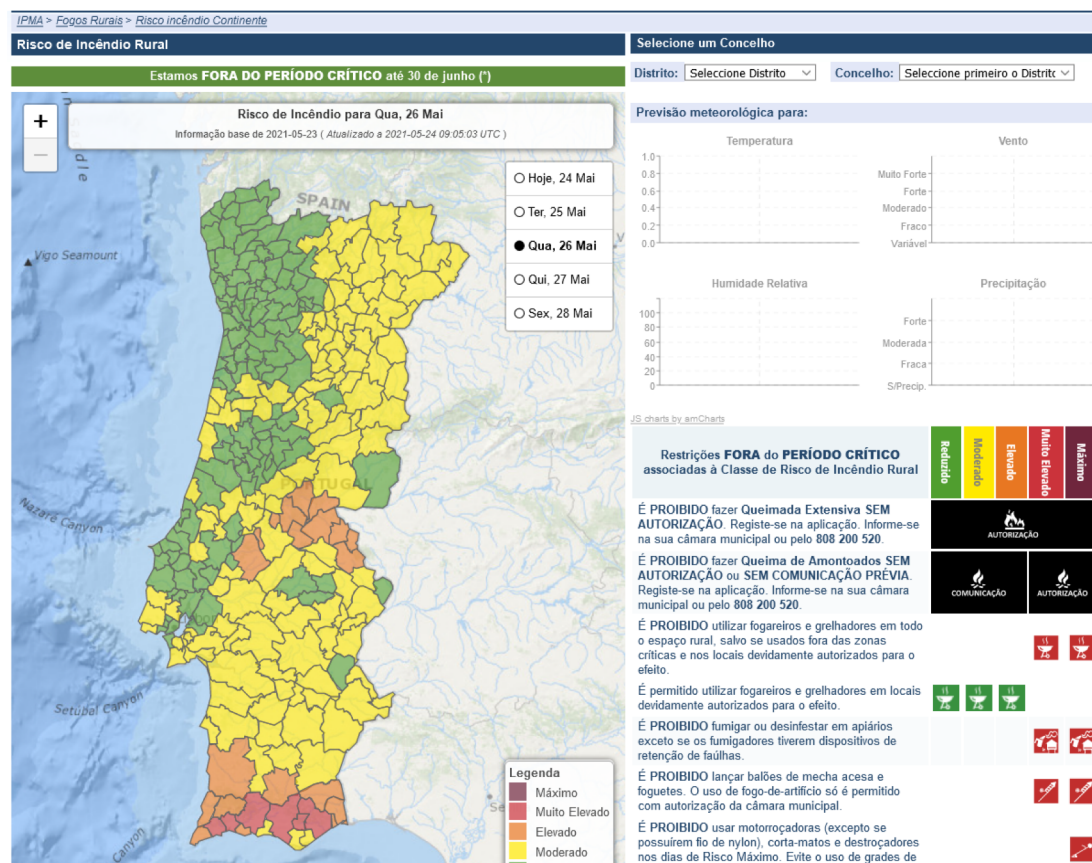 IPMA > Fogos Rurais > Risco incêndio Continente
Risco de Incêndio Rural
Estamos FORA DO PERÍODO CRÍTICO até 30 de junho (*)
Risco de Incêndio para Qua, 26 Mai
Informação base de 2021-05-23 ( Atualizado a 2021-05-24 09:05:03 UTC )
+
−
Hoje, 24 Mai
Ter, 25 Mai
Qua, 26 Mai
Qui, 27 Mai
Sex, 28 Mai
SPAIN
Vigo Seamount
PORTUGAL
Nazaré Canyon
Setubal Canyon
Canyon
Legenda
Máximo
Muito Elevado
Elevado
Moderado
Selecione um Concelho
Distrito: Seleccione Distrito
Concelho: Seleccione primeiro o Distrito
Previsão meteorológica para:
Temperatura
1.0
0.8
0.6
0.4
0.2
0.0
Vento
Muito Forte
Forte
Moderado
Fraco
Variável
Humidade Relativa
100
80
60
40
20
0
Precipitação
Forte
Moderada
Fraca
S/Precip.
JS charts by amCharts
Restrições FORA do PERÍODO CRÍTICO
associadas à Classe de Risco de Incêndio Rural
Reduzido
Moderado
Elevado
Muito Elevado
Máximo
É PROIBIDO fazer Queimada Extensiva SEM
AUTORIZAÇÃO. Registe-se na aplicação. Informe-se
na sua câmara municipal ou pelo 808 200 520.
AUTORIZAÇÃO
É PROIBIDO fazer Queima de Amontoados SEM
AUTORIZAÇÃO ou SEM COMUNICAÇÃO PRÉVIA.
Registe-se na aplicação. Informe-se na sua câmara
municipal ou pelo 808 200 520.
COMUNICAÇÃO
AUTORIZAÇÃO
É PROIBIDO utilizar fogareiros e grelhadores em todo
o espaço rural, salvo se usados fora das zonas
críticas e nos locais devidamente autorizados para o
efeito.
É permitido utilizar fogareiros e grelhadores em locais
devidamente autorizados para o efeito.
É PROIBIDO fumigar ou desinfestar em apiários
exceto se os fumigadores tiverem dispositivos de
retenção de faúlhas.
É PROIBIDO lançar balões de mecha acesa e
foguetes. O uso de fogo-de-artifício só é permitido
com autorização da câmara municipal.
É PROIBIDO usar motorroçadoras (excepto se
possuírem fio de nylon), corta-matos e destroçadores
nos dias de Risco Máximo. Evite o uso de grades de